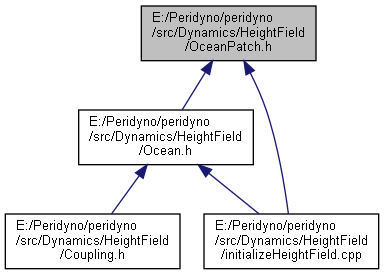 E:/Peridyno/peridyno
/src/Dynamics/HeightField
/OceanPatch.h
E:/Peridyno/peridyno
/src/Dynamics/HeightField
/Ocean.h
E:/Peridyno/peridyno
/src/Dynamics/HeightField
/Coupling.h
E:/Peridyno/peridyno
/src/Dynamics/HeightField
/initializeHeightField.cpp